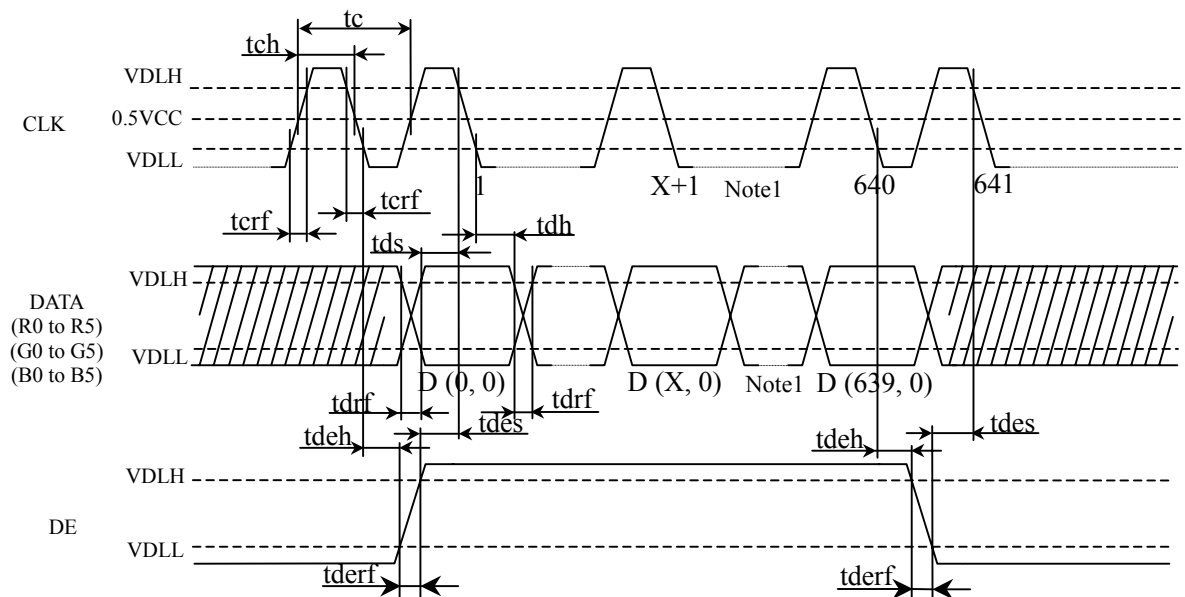 tc
tch
VDLH
CLK
0.5VCC
VDLL
1
X+1
Note1
640
641
tcrf
tcrf
tds
tdh
VDLH
DATA
(R0 to R5)
(G0 to G5)
(B0 to B5)
VDLL
D (0, 0)
D (X, 0)
Note1
D (639, 0)
tdrf
tdrf
tdeh
tdes
tdeh
tdes
VDLH
DE
VDLL
tderf
tderf